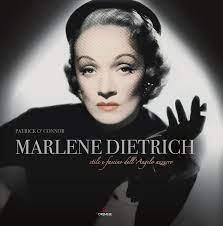 PATRICK O'CONNOR
MARLENE DIETRICH
stile e fascino dell'Angelo azzurro
GREMESE